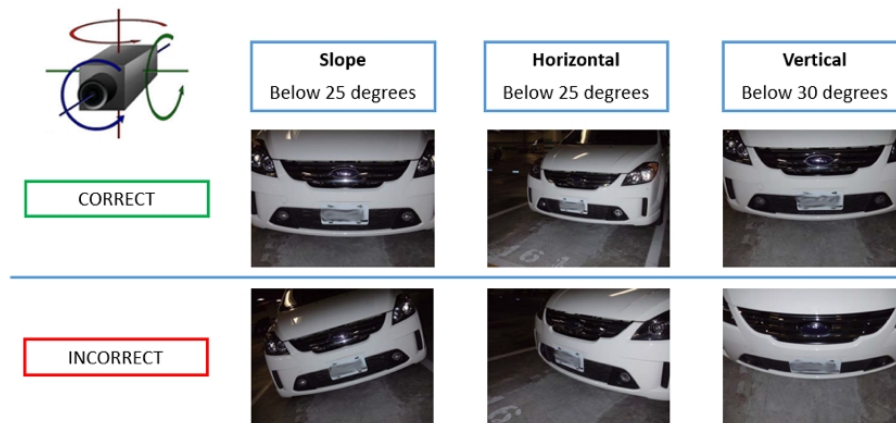 Slope
Below 25 degrees
Horizontal
Below 25 degrees
Vertical
Below 30 degrees
CORRECT
INCORRECT